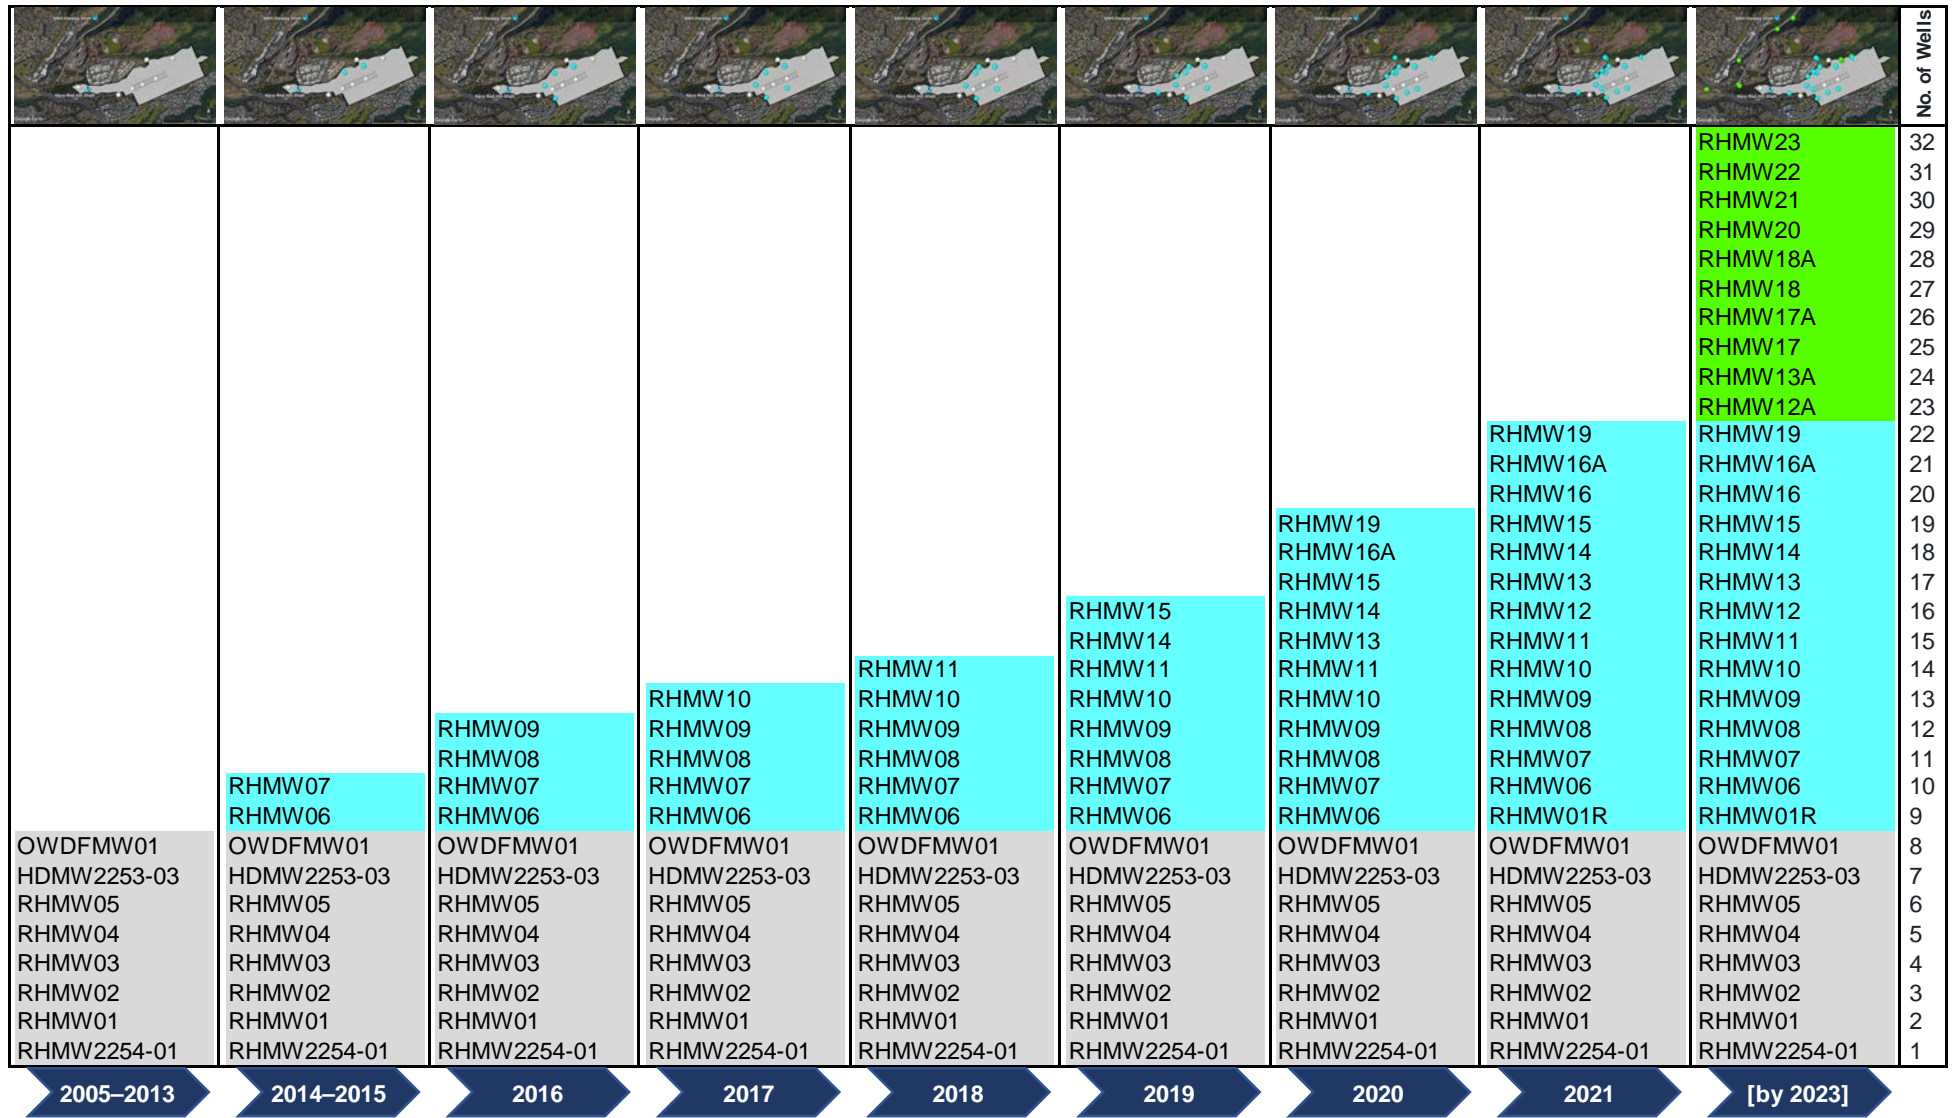 No. of Wells
RHMW23 32
RHMW22 31
RHMW21 30
RHMW20 29
RHMW18A 28
RHMW18 27
RHMW17A 26
RHMW17 25
RHMW13A 24
RHMW12A 23
RHMW19 RHMW19 22
RHMW16A RHMW16A 21
RHMW16 RHMW16 20
RHMW19 RHMW15 RHMW15 19
RHMW16A RHMW14 RHMW14 18
RHMW15 RHMW13 RHMW13 17
RHMW15 RHMW14 RHMW12 RHMW12 16
RHMW14 RHMW13 RHMW11 RHMW11 15
RHMW11 RHMW11 RHMW11 RHMW10 RHMW10 14
RHMW10 RHMW10 RHMW10 RHMW10 RHMW09 RHMW09 13
RHMW09 RHMW09 RHMW09 RHMW09 RHMW09 RHMW08 RHMW08 12
RHMW08 RHMW08 RHMW08 RHMW08 RHMW08 RHMW07 RHMW07 11
RHMW07 RHMW07 RHMW07 RHMW07 RHMW07 RHMW07 RHMW06 RHMW06 10
RHMW06 RHMW06 RHMW06 RHMW06 RHMW06 RHMW06 RHMW01R RHMW01R 9
OWDFMW01 OWDFMW01 OWDFMW01 OWDFMW01 OWDFMW01 OWDFMW01 OWDFMW01 OWDFMW01 OWDFMW01 8
HDMW2253-03 HDMW2253-03 HDMW2253-03 HDMW2253-03 HDMW2253-03 HDMW2253-03 HDMW2253-03 HDMW2253-03 HDMW2253-03 7
RHMW05 RHMW05 RHMW05 RHMW05 RHMW05 RHMW05 RHMW05 RHMW05 RHMW05 6
RHMW04 RHMW04 RHMW04 RHMW04 RHMW04 RHMW04 RHMW04 RHMW04 RHMW04 5
RHMW03 RHMW03 RHMW03 RHMW03 RHMW03 RHMW03 RHMW03 RHMW03 RHMW03 4
RHMW02 RHMW02 RHMW02 RHMW02 RHMW02 RHMW02 RHMW02 RHMW02 RHMW02 3
RHMW01 RHMW01 RHMW01 RHMW01 RHMW01 RHMW01 RHMW01 RHMW01 RHMW01 2
RHMW2254-01 RHMW2254-01 RHMW2254-01 RHMW2254-01 RHMW2254-01 RHMW2254-01 RHMW2254-01 RHMW2254-01 RHMW2254-01 1
2005–2013 2014–2015 2016 2017 2018 2019 2020 2021 [by 2023]